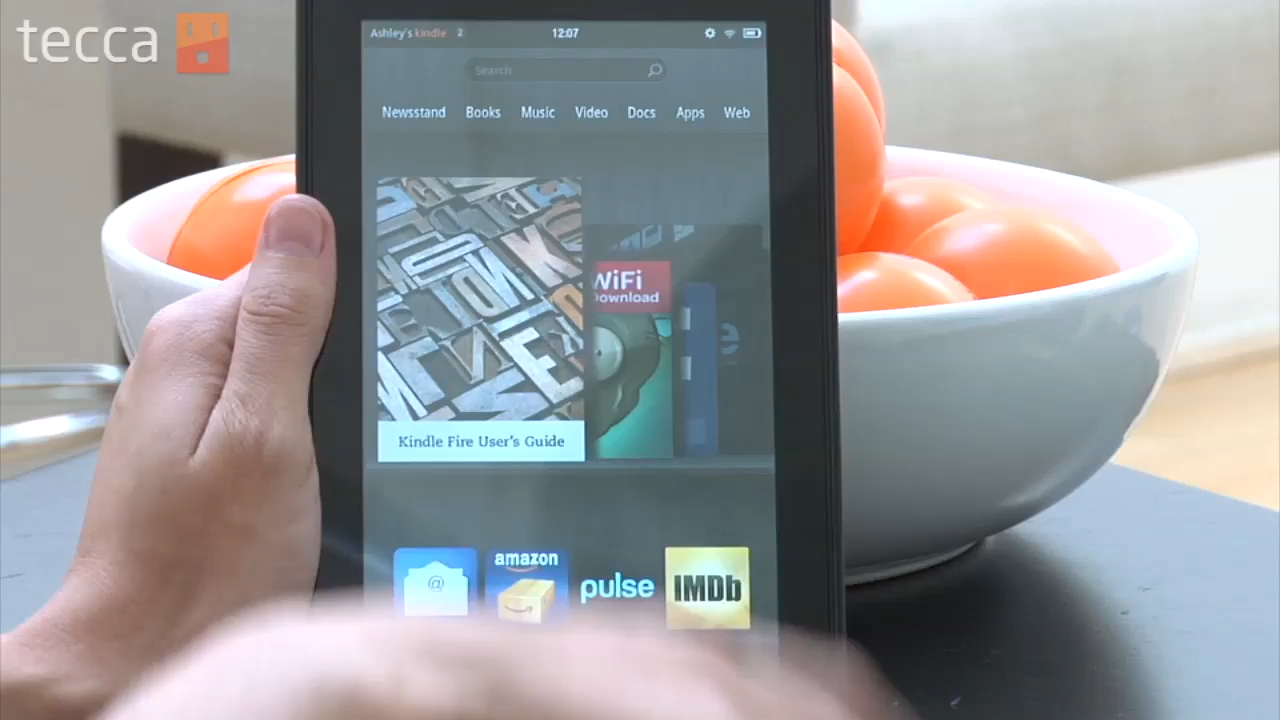 tecca
Ashley's kindle 2 12:07
Search
Newsstand Books Music Video Docs Apps Web
WiFi
Download
Kindle Fire User's Guide
@
amazon
pulse
IMDb